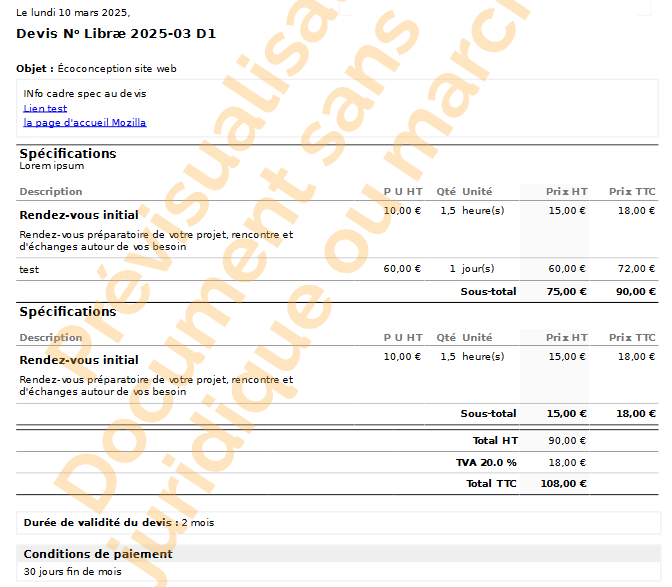 Le lundi 10 mars 2025,
Devis Nº Libræ 2025-03 D1
Objet : Écoconception site web
INfo cadre spec au devis
Lien test
la page d'accueil Mozilla
Spécifications
Lorem ipsum
Description P U HT Qté Unité Prix HT Prix TTC
Rendez-vous initial 10,00 € 1,5 heure(s) 15,00 € 18,00 €
Rendez-vous préparatoire de votre projet, rencontre et
d'échanges autour de vos besoin
test 60,00 € 1 jour(s) 60,00 € 72,00 €
Sous-total 75,00 € 90,00 €
Spécifications
Description P U HT Qté Unité Prix HT Prix TTC
Rendez-vous initial 10,00 € 1,5 heure(s) 15,00 € 18,00 €
Rendez-vous préparatoire de votre projet, rencontre et
d'échanges autour de vos besoin
Sous-total 15,00 € 18,00 €
Total HT 90,00 €
TVA 20.0 % 18,00 €
Total TTC 108,00 €
Durée de validité du devis : 2 mois
Conditions de paiement
30 jours fin de mois
Document sans
juridique ou